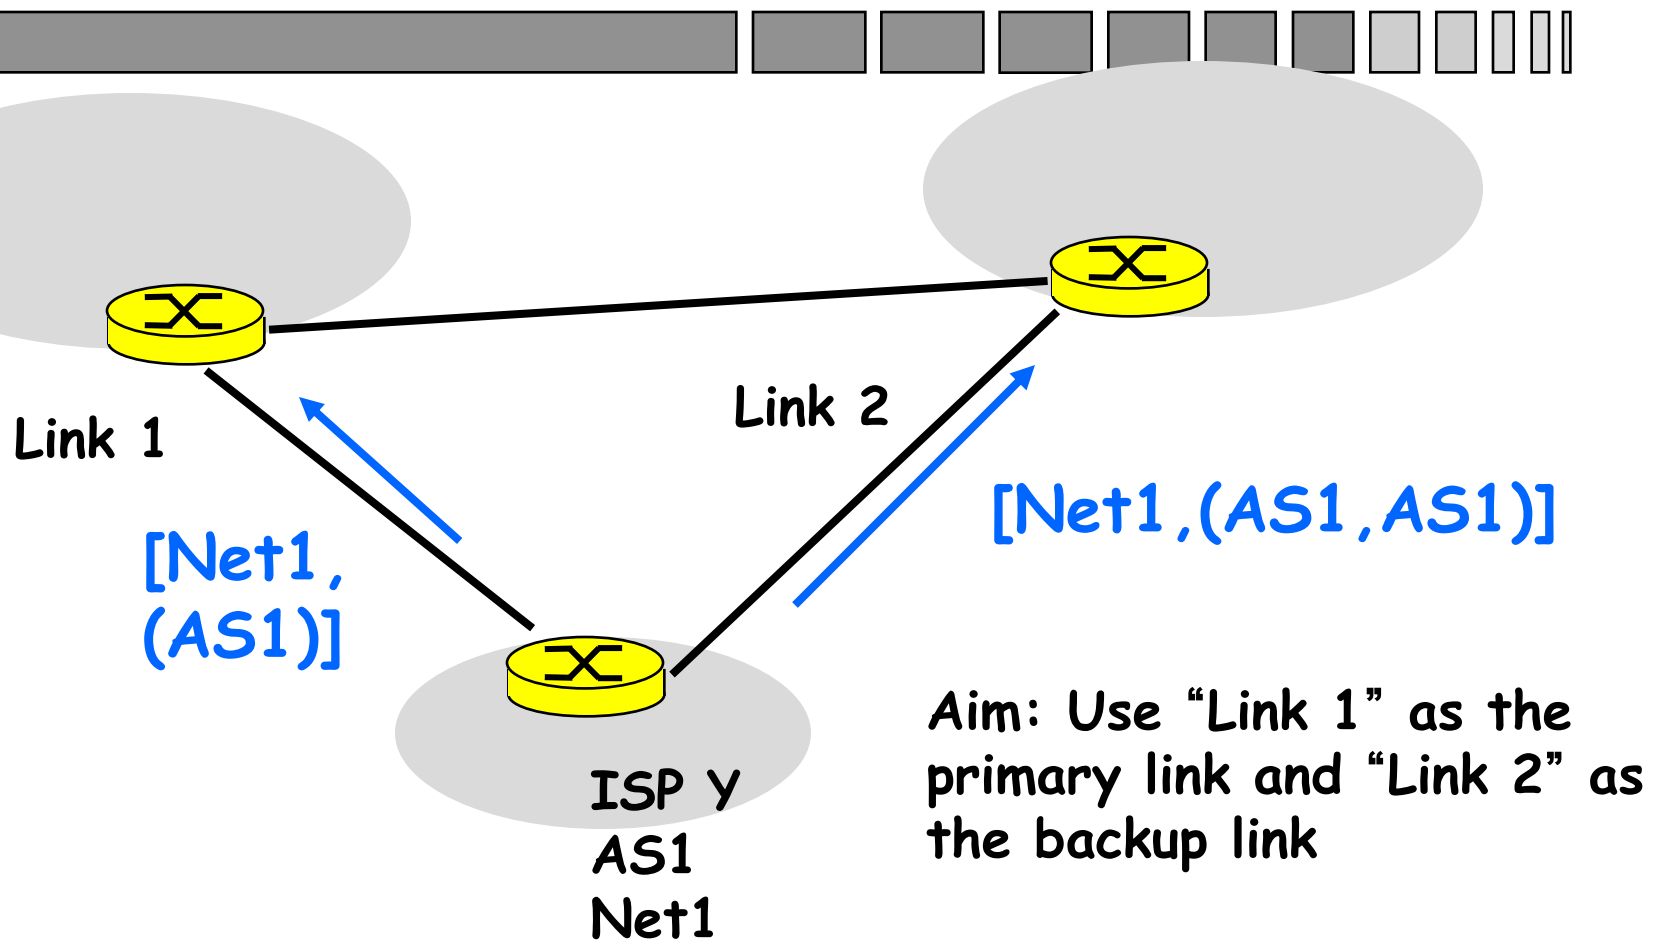 Link 1
Link 2
[Net1,
(AS1)]
[Net1,(AS1,AS1)]
ISP Y
AS1
Net1
Aim: Use “Link 1” as the
primary link and “Link 2” as
the backup link